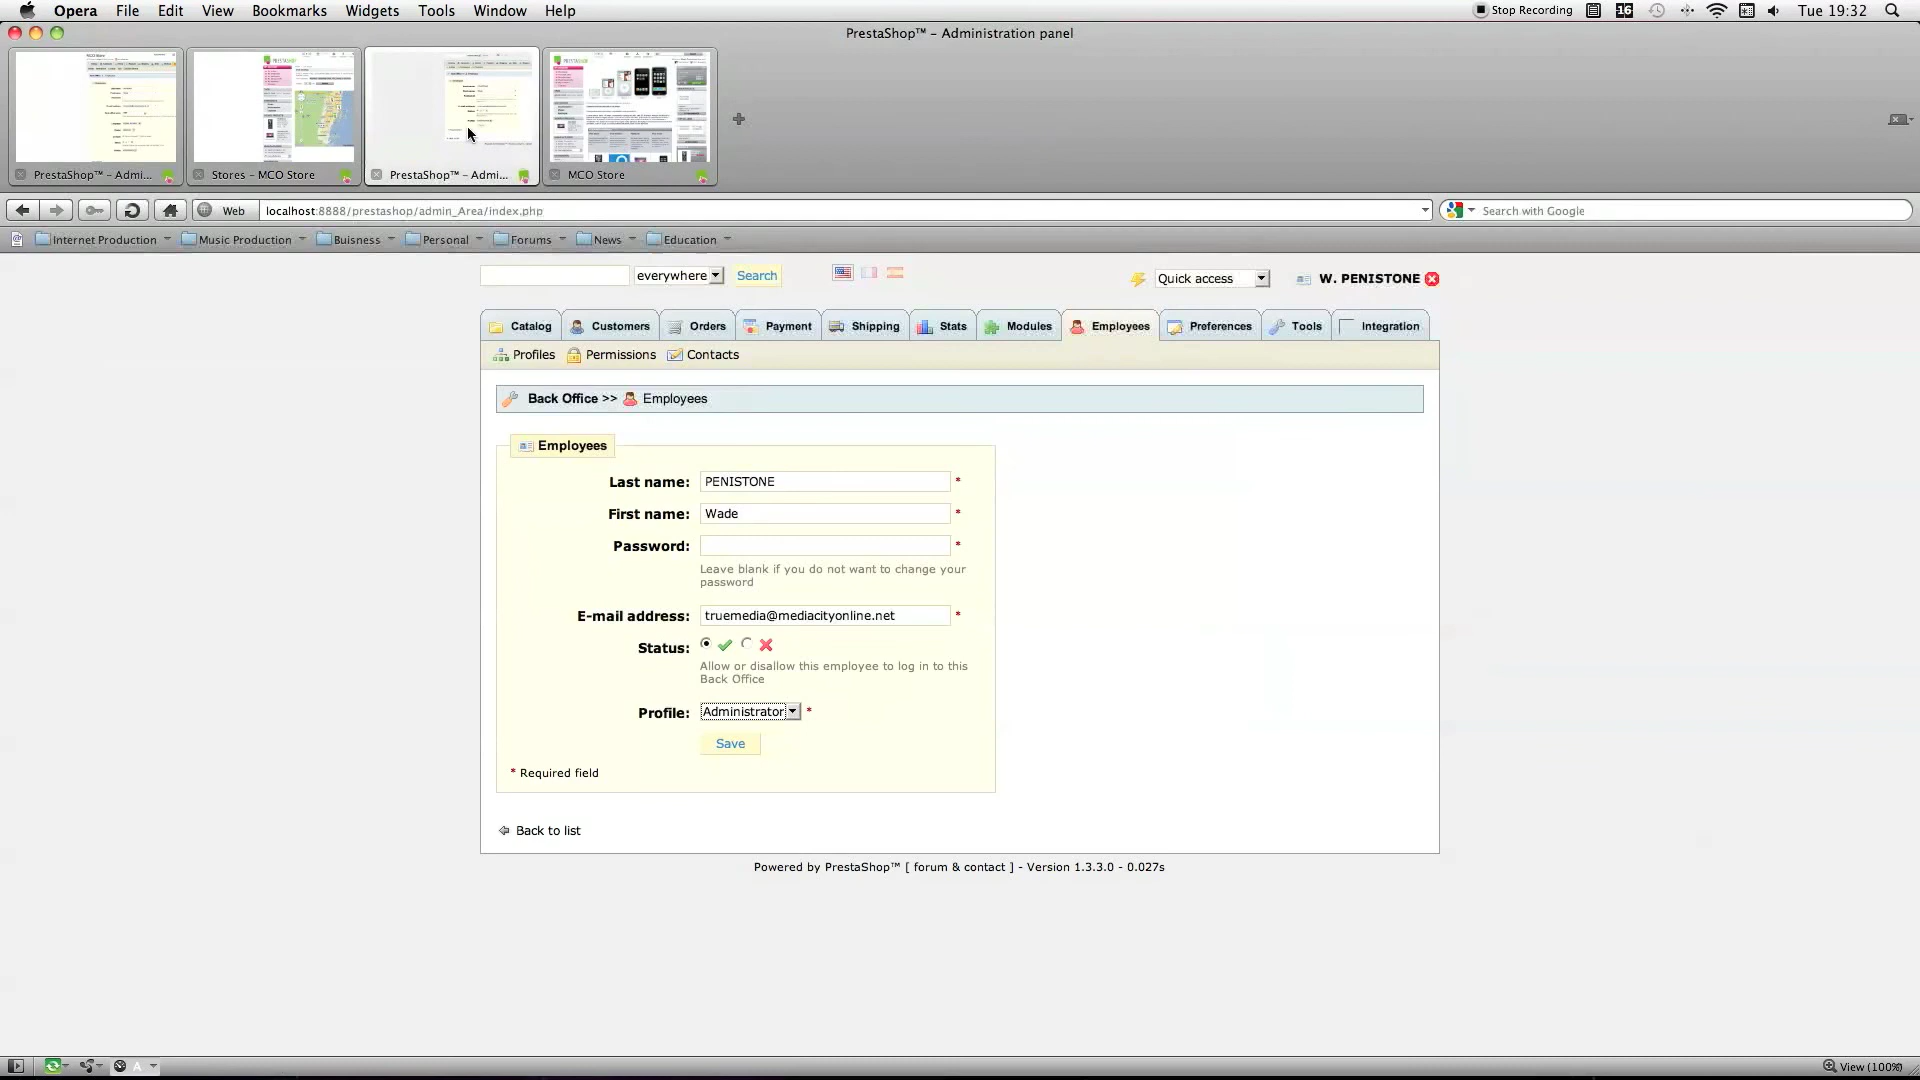 Opera File Edit View Bookmarks Widgets Tools Window Help Stop Recording 16 Tue 19:32
PrestaShop™ – Administration panel
PrestaShop™ – Admi... Stores – MCO Store PrestaShop™ – Admi... MCO Store
Web localhost:8888/prestashop/admin_Area/index.php Search with Google
Internet Production Music Production Buisness Personal Forums News Education
everywhere Search Quick access W. PENISTONE
Catalog Customers Orders Payment Shipping Stats Modules Employees Preferences Tools Integration
Profiles Permissions Contacts
Back Office >> Employees
Employees
Last name: PENISTONE *
First name: Wade *
Password: *
Leave blank if you do not want to change your
password
E-mail address: truemedia@mediacityonline.net *
Status:
Allow or disallow this employee to log in to this
Back Office
Profile: Administrator *
Save
* Required field
Back to list
Powered by PrestaShop™ [ forum & contact ] - Version 1.3.3.0 - 0.027s
View (100%)